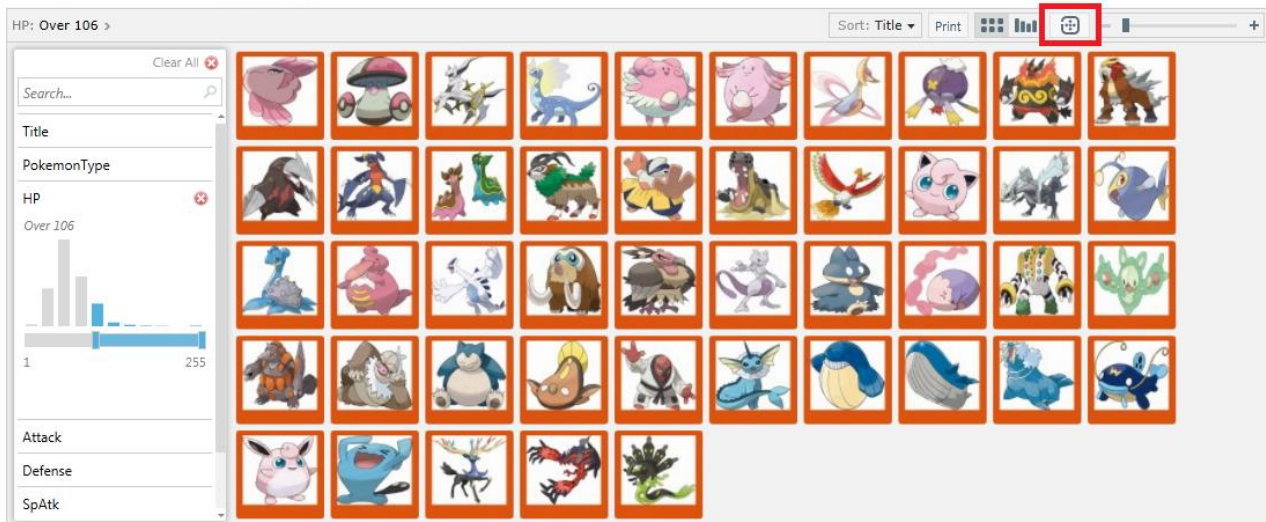 HP: Over 106 >
Sort: Title ▾ Print
Clear All
Search...
Title
PokemonType
HP
Over 106
1 255
Attack
Defense
SpAtk